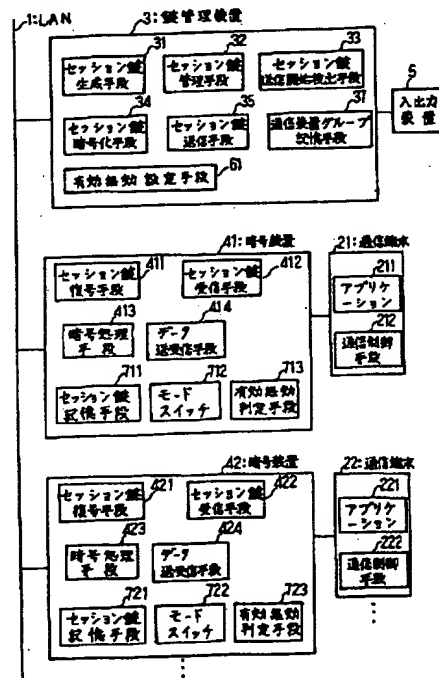 1:LAN
3:鍵管理装置
31
セッション鍵
生成手段
32
セッション鍵
管理手段
33
セッション鍵
送信開始検出手段
34
セッション鍵
暗号化手段
35
セッション鍵
送信手段
37
通信装置グループ
記憶手段
61
有効無効設定手段
5
入出力
装置
41:暗号装置
411
セッション鍵
復号手段
412
セッション鍵
受信手段
413
暗号処理
手段
414
データ
送受信手段
711
セッション鍵
記憶手段
712
モード
スイッチ
713
有効無効
判定手段
21:通信端末
211
アプリケ
ーション
212
通信制御
手段
42:暗号装置
421
セッション鍵
復号手段
422
セッション鍵
受信手段
423
暗号処理
手段
424
データ
送受信手段
721
セッション鍵
記憶手段
722
モード
スイッチ
723
有効無効
判定手段
22:通信端末
221
アプリケ
ーション
222
通信制御
手段